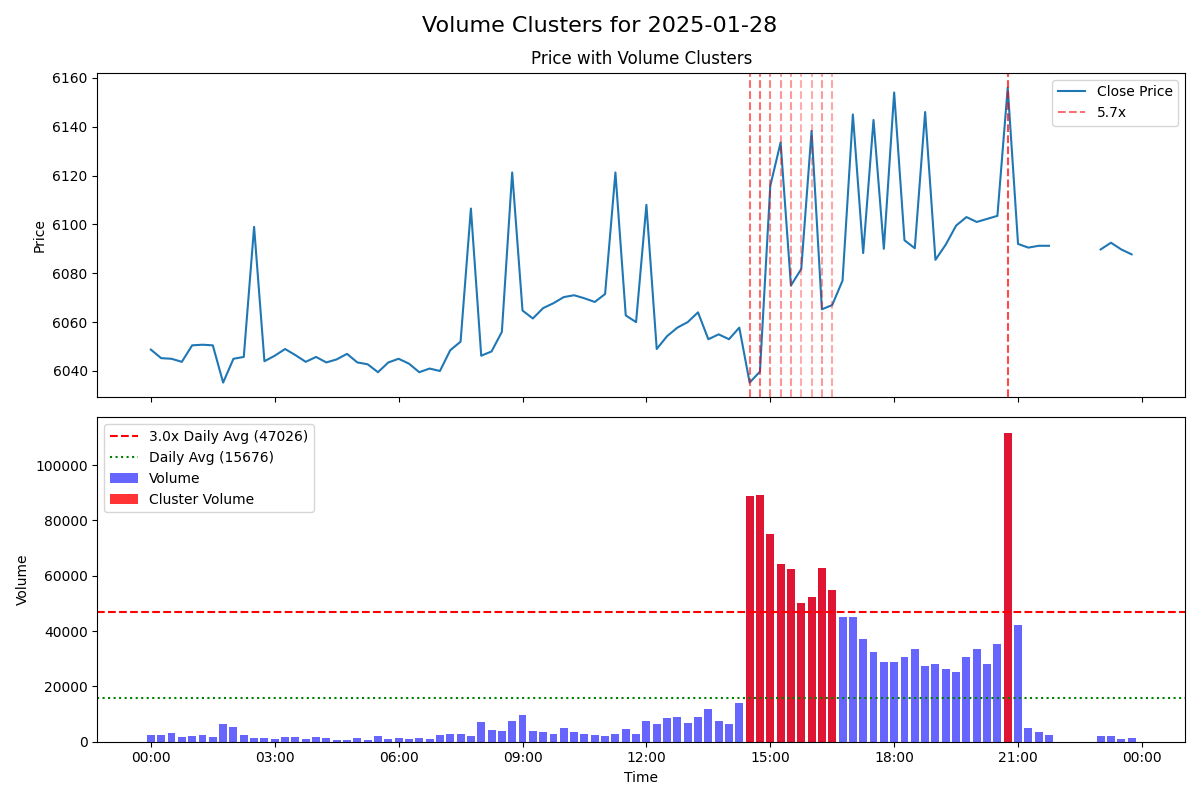 Volume Clusters for 2025-01-28
Price with Volume Clusters
Price
6160
6140
6120
6100
6080
6060
6040
Close Price
5.7x
Volume
100000
80000
60000
40000
20000
0
3.0x Daily Avg (47026)
Daily Avg (15676)
Volume
Cluster Volume
00:00 03:00 06:00 09:00 12:00 15:00 18:00 21:00 00:00
Time